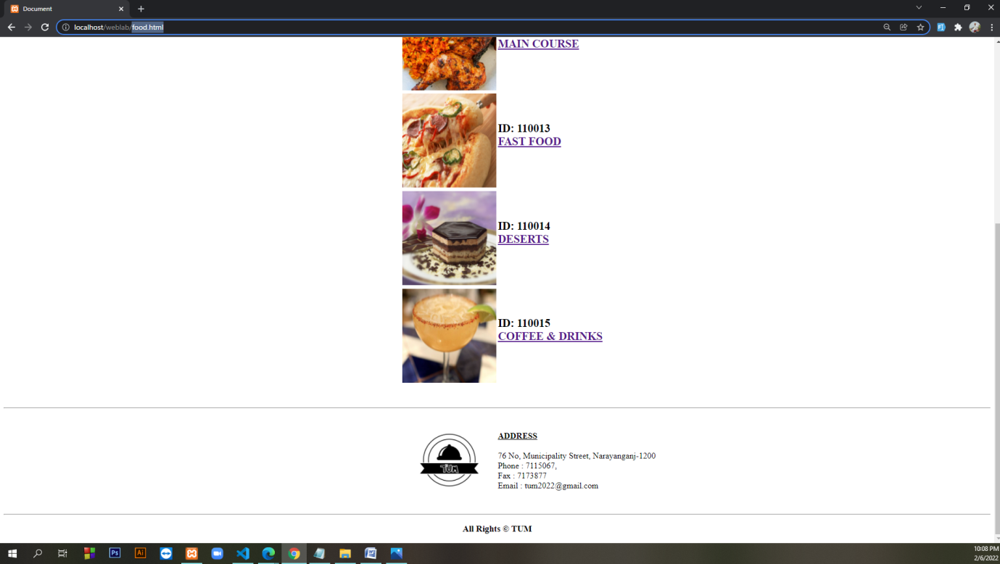 Document
localhost/weblab/food.html
MAIN COURSE
ID: 110013
FAST FOOD
ID: 110014
DESERTS
ID: 110015
COFFEE & DRINKS
TUM
ADDRESS
76 No, Municipality Street, Narayanganj-1200
Phone : 7115067,
Fax : 7173877
Email : tum2022@gmail.com
All Rights © TUM
Ps
Ai
10:08 PM
2/6/2022